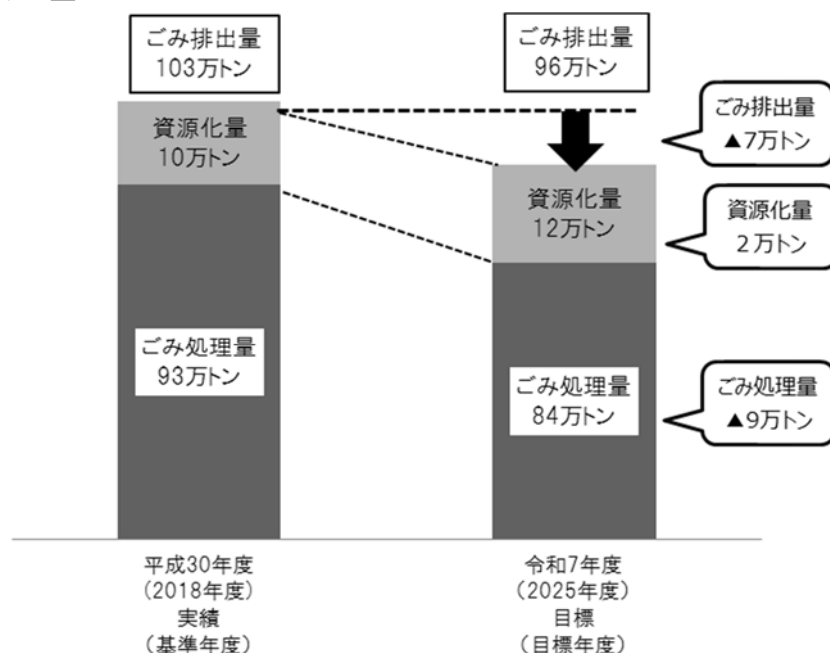 ごみ排出量
103万トン
ごみ排出量
96万トン
資源化量
10万トン
ごみ排出量
▲7万トン
資源化量
12万トン
資源化量
2万トン
ごみ処理量
93万トン
ごみ処理量
84万トン
ごみ処理量
▲9万トン
平成30年度
(2018年度)
実績
(基準年度)
令和7年度
(2025年度)
目標
(目標年度)